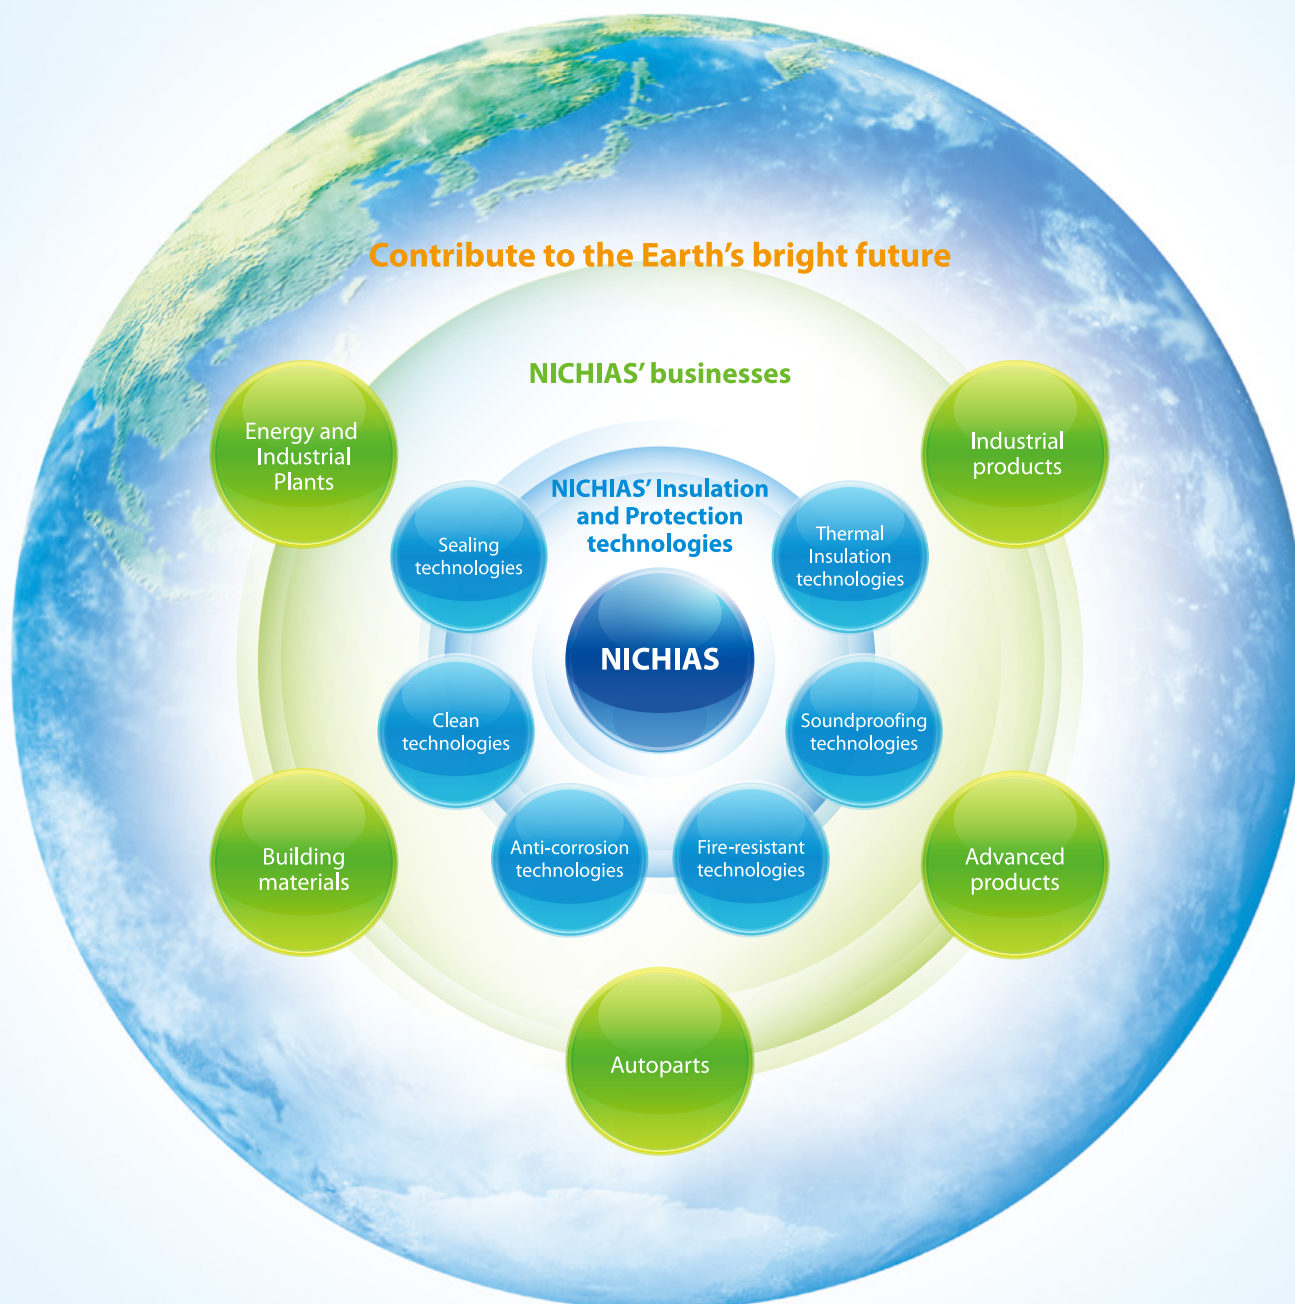 Contribute to the Earth’s bright future
NICHIAS’ businesses
Energy and
Industrial
Plants
Industrial
products
NICHIAS’ Insulation
and Protection
technologies
Sealing
technologies
Thermal
Insulation
technologies
NICHIAS
Clean
technologies
Soundproofing
technologies
Anti-corrosion
technologies
Fire-resistant
technologies
Building
materials
Advanced
products
Autoparts